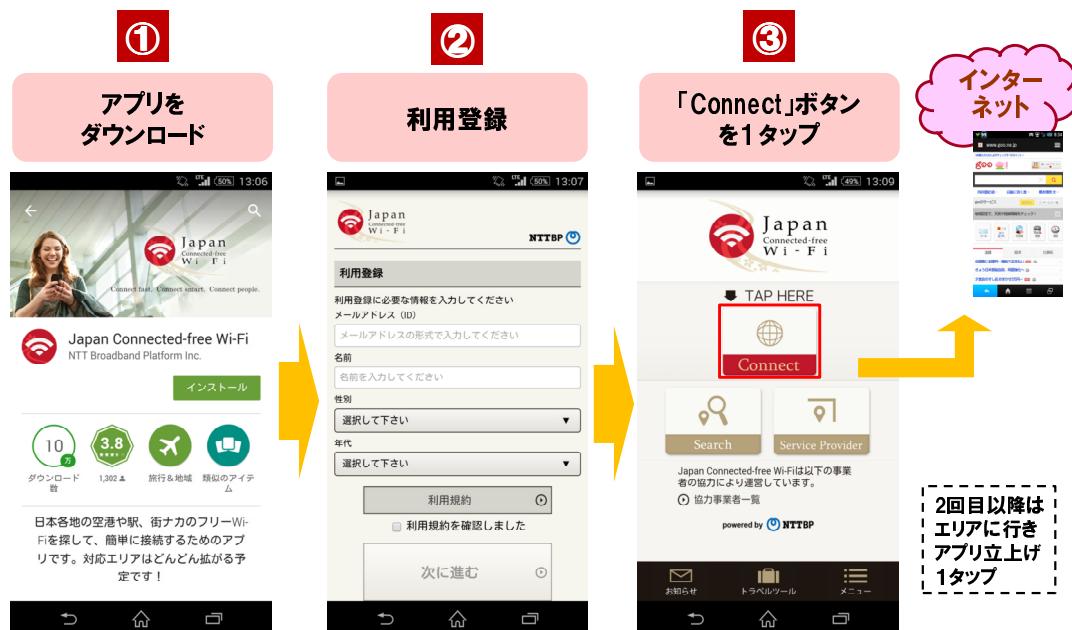 ①
アプリを
ダウンロード
②
利用登録
③
「Connect」ボタン
を1タップ
インター
ネット
LTE 50% 13:06
Japan
Connected-free
Wi - Fi
Connect fast. Connect smart. Connect people.
Japan Connected-free Wi-Fi
NTT Broadband Platform Inc.
インストール
10
万
3.8
ダウンロード
数
1,302
旅行&地域
類似のアイテ
ム
日本各地の空港や駅、街ナカのフリーWi-
Fiを探して、簡単に接続するためのアプ
リです。対応エリアはどんどん拡がる予
定です!
LTE 50% 13:07
Japan
Connected-free
Wi - Fi
NTTBP
利用登録
利用登録に必要な情報を入力してください
メールアドレス(ID)
メールアドレスの形式で入力してください
名前
名前を入力してください
性別
選択して下さい
年代
選択して下さい
利用規約
利用規約を確認しました
次に進む
LTE 49% 13:09
Japan
Connected-free
Wi - Fi
TAP HERE
Connect
Search
Service Provider
Japan Connected-free Wi-Fiは以下の事業
者の協力により運営しています。
協力事業者一覧
powered by NTTBP
お知らせ
トラベルツール
メニュー
8:34
www.goo.ne.jp
goo
2回目以降は
エリアに行き
アプリ立上げ
1タップ